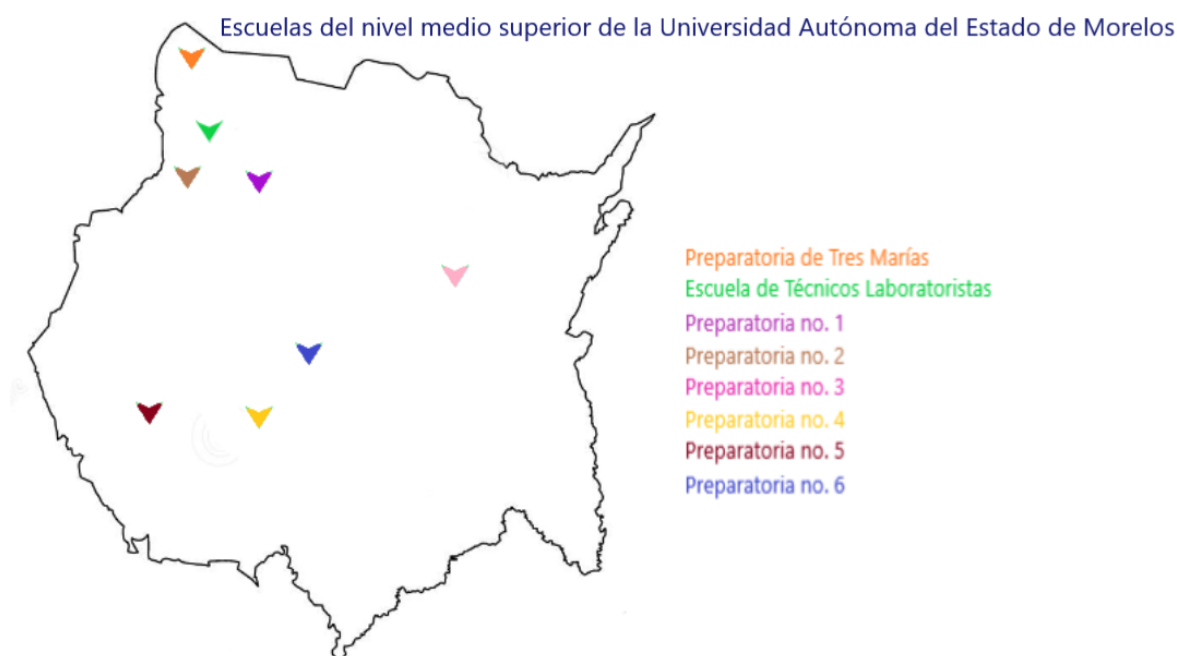 Escuelas del nivel medio superior de la Universidad Autónoma del Estado de Morelos
Preparatoria de Tres Marías
Escuela de Técnicos Laboratoristas
Preparatoria no. 1
Preparatoria no. 2
Preparatoria no. 3
Preparatoria no. 4
Preparatoria no. 5
Preparatoria no. 6